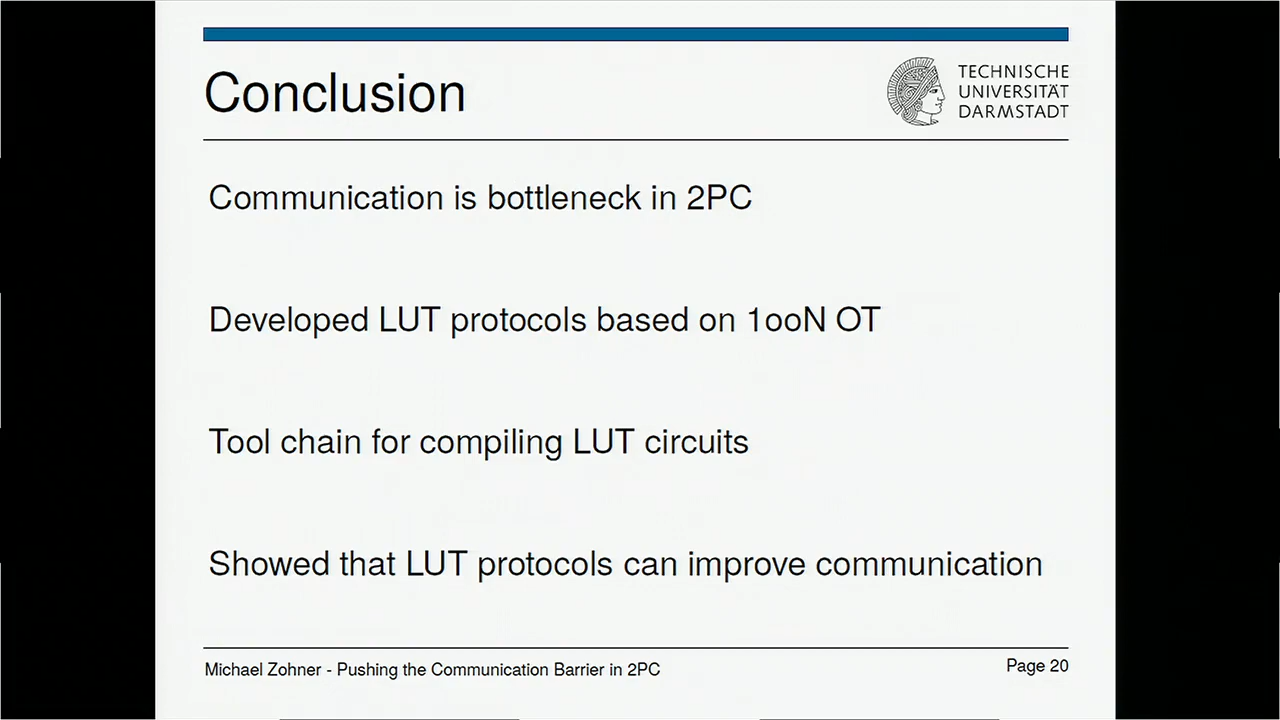 Conclusion
TECHNISCHE
UNIVERSITÄT
DARMSTADT
Communication is bottleneck in 2PC
Developed LUT protocols based on 1ooN OT
Tool chain for compiling LUT circuits
Showed that LUT protocols can improve communication
Michael Zohner - Pushing the Communication Barrier in 2PC
Page 20